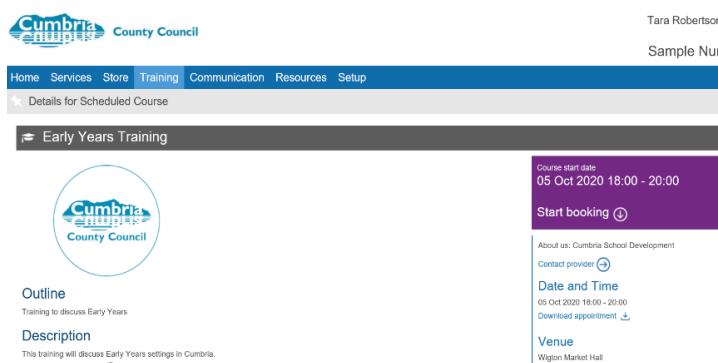 Cumbria County Council
Tara Robertson
Sample Nur
Home Services Store Training Communication Resources Setup
Details for Scheduled Course
Early Years Training
Cumbria
County Council
Outline
Training to discuss Early Years
Description
This training will discuss Early Years settings in Cumbria.
Course start date
05 Oct 2020 18:00 - 20:00
Start booking
About us: Cumbria School Development
Contact provider
Date and Time
05 Oct 2020 18:00 - 20:00
Download appointment
Venue
Wigton Market Hall